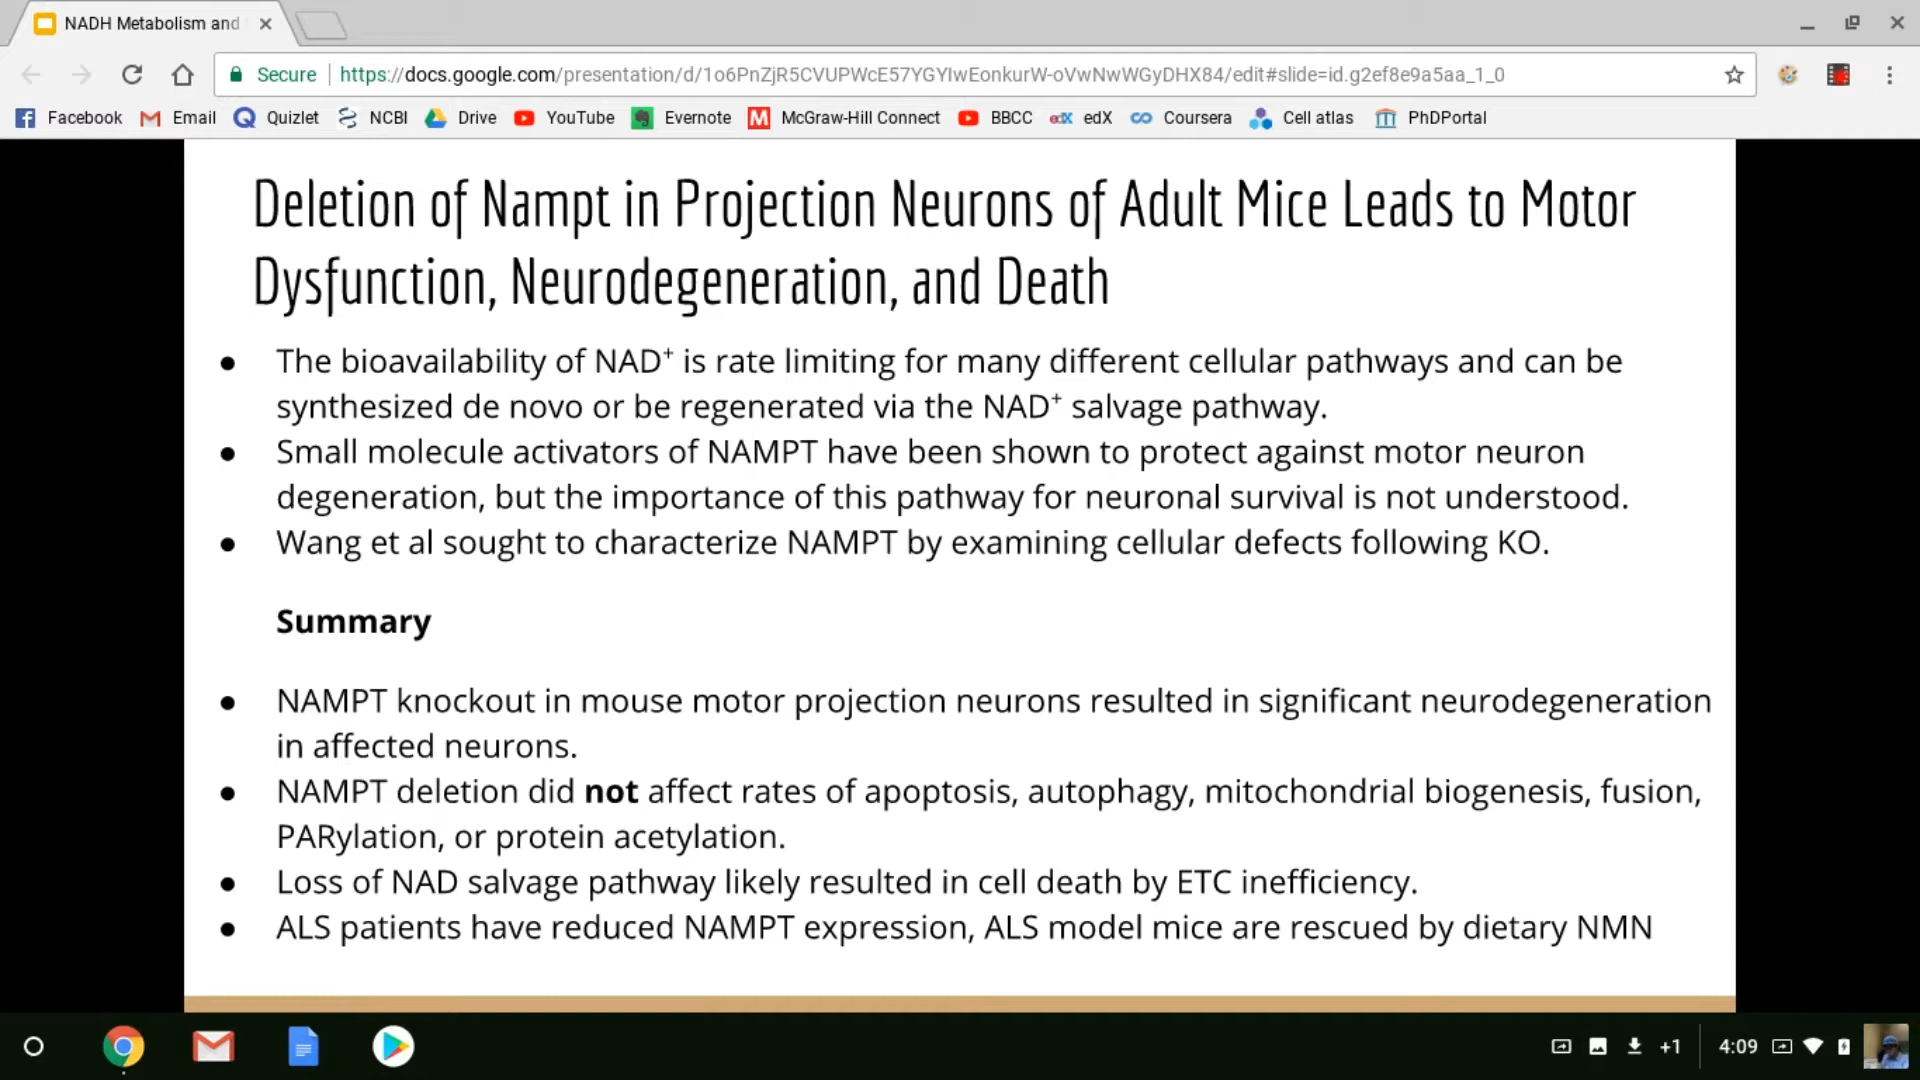 NADH Metabolism and
Secure https://docs.google.com/presentation/d/1o6PnZjR5CVUPWcE57YGYIwEonkurW-oVwNwWGyDHX84/edit#slide=id.g2ef8e9a5aa_1_0
Facebook Email Quizlet NCBI Drive YouTube Evernote McGraw-Hill Connect BBCC edX Coursera Cell atlas PhDPortal
Deletion of Nampt in Projection Neurons of Adult Mice Leads to Motor
Dysfunction, Neurodegeneration, and Death
● The bioavailability of NAD⁺ is rate limiting for many different cellular pathways and can be
synthesized de novo or be regenerated via the NAD⁺ salvage pathway.
● Small molecule activators of NAMPT have been shown to protect against motor neuron
degeneration, but the importance of this pathway for neuronal survival is not understood.
● Wang et al sought to characterize NAMPT by examining cellular defects following KO.
Summary
● NAMPT knockout in mouse motor projection neurons resulted in significant neurodegeneration
in affected neurons.
● NAMPT deletion did not affect rates of apoptosis, autophagy, mitochondrial biogenesis, fusion,
PARylation, or protein acetylation.
● Loss of NAD salvage pathway likely resulted in cell death by ETC inefficiency.
● ALS patients have reduced NAMPT expression, ALS model mice are rescued by dietary NMN
+1 4:09